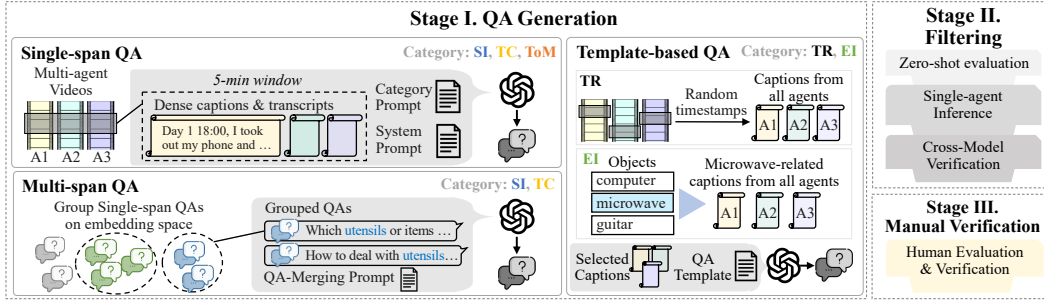 Stage I. QA Generation
Single-span QA
Category: SI, TC, ToM
Multi-agent
Videos
A1 A2 A3
5-min window
Dense captions & transcripts
Day 1 18:00, I took
out my phone and …
Category
Prompt
System
Prompt
?
Multi-span QA
Category: SI, TC
Group Single-span QAs
on embedding space
? ? ? ? ? ? ?
Grouped QAs
? Which utensils or items …
? How to deal with utensils…
QA-Merging Prompt
?
Template-based QA
Category: TR, EI
TR
Random
timestamps
Captions from
all agents
A1 A2 A3
EI
Objects
computer
microwave
guitar
Microwave-related
captions from all agents
A1 A2 A3
Selected
Captions
QA
Template
?
Stage II.
Filtering
Zero-shot evaluation
Single-agent
Inference
Cross-Model
Verification
Stage III.
Manual Verification
Human Evaluation
& Verification